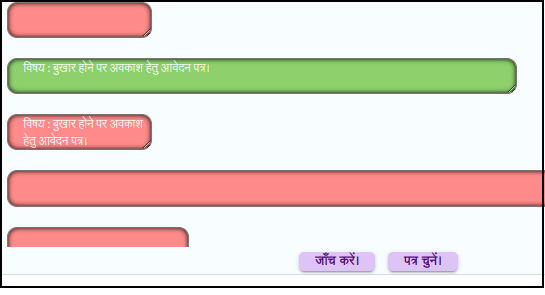 विषय : बुखार होने पर अवकाश हेतु आवेदन पत्र।
विषय : बुखार होने पर अवकाश
हेतु आवेदन पत्र।
जाँच करें। पत्र चुनें।